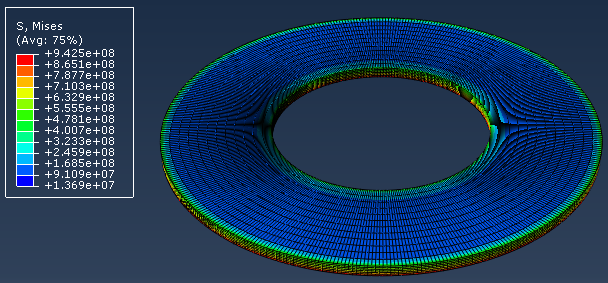 S, Mises
(Avg: 75%)
+9.425e+08
+8.651e+08
+7.877e+08
+7.103e+08
+6.329e+08
+5.555e+08
+4.781e+08
+4.007e+08
+3.233e+08
+2.459e+08
+1.685e+08
+9.109e+07
+1.369e+07